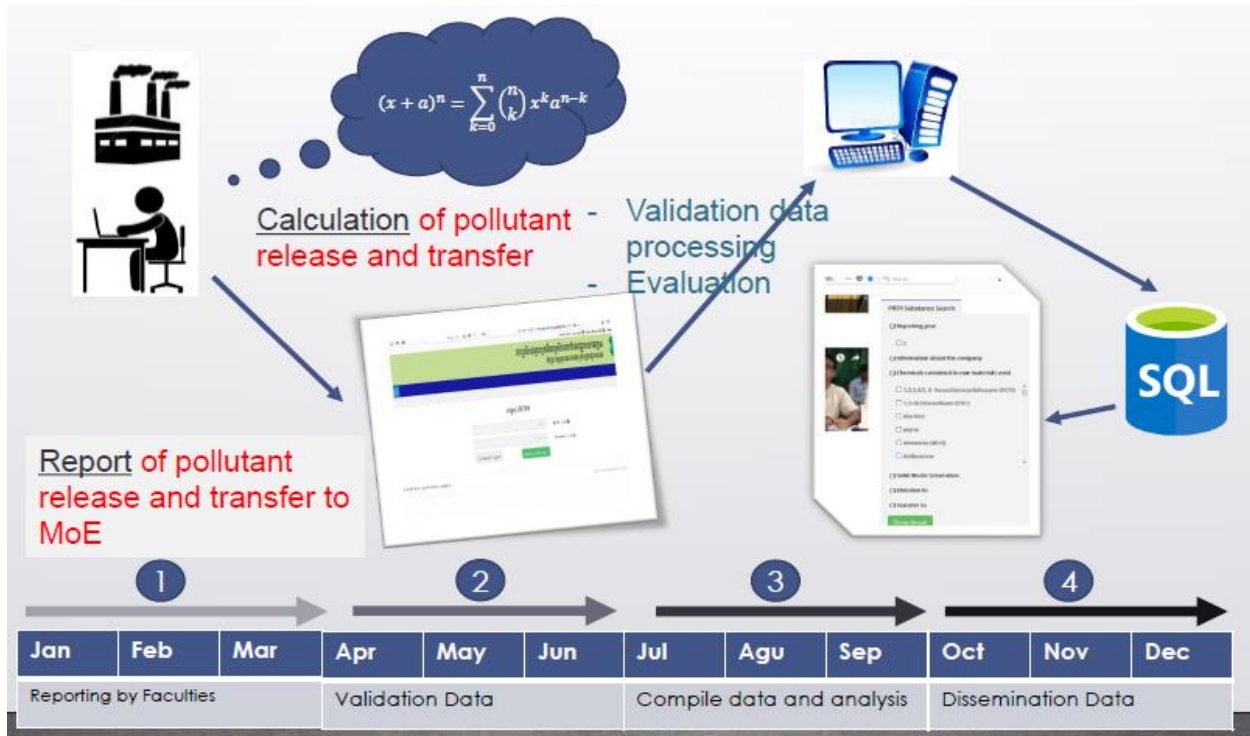 (x + a)^n = ∑_{k=0}^{n} \binom{n}{k} x^k a^{n−k}
Calculation of pollutant
release and transfer
- Validation data
processing
- Evaluation
Report of pollutant
release and transfer to
MoE
PRTR Substance Search
Reporting year
Information about the company
Chemicals contained in raw materials used
Solid Waste Generation
Emission to
Transfer to
SQL
1
2
3
4
Jan Feb Mar Apr May Jun Jul Agu Sep Oct Nov Dec
Reporting by Faculties Validation Data Compile data and analysis Dissemination Data